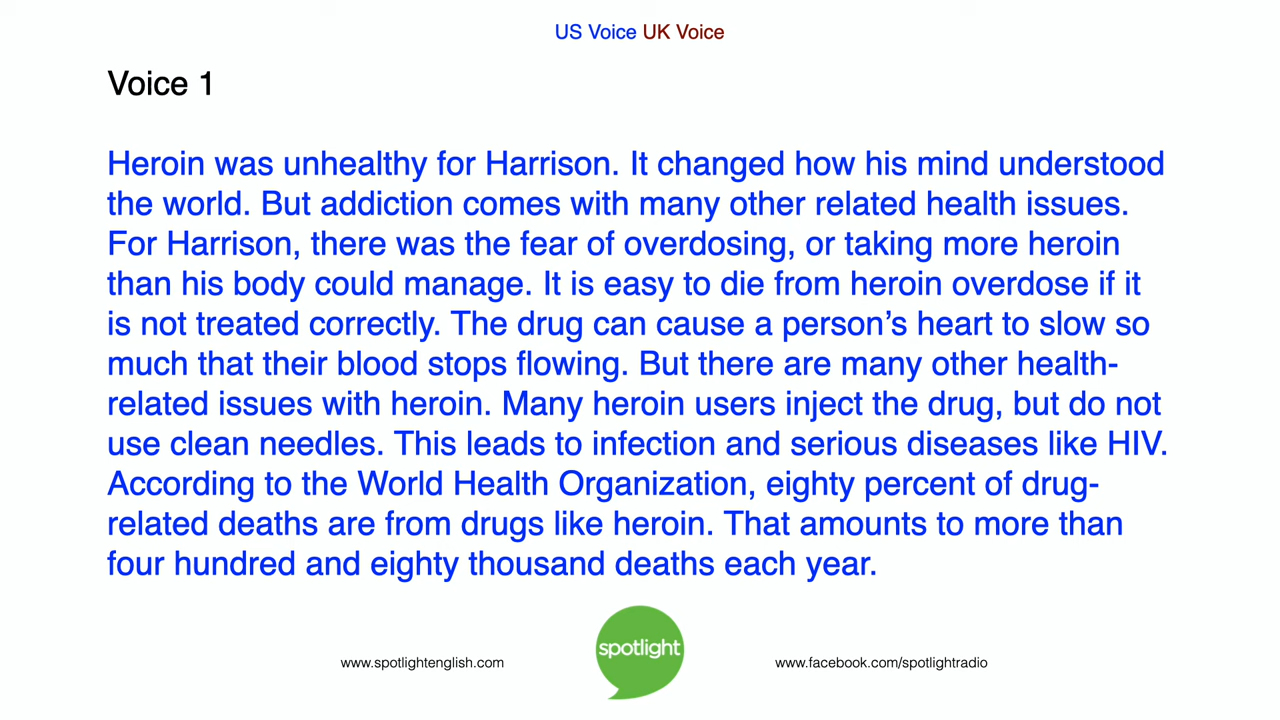 US Voice UK Voice
Voice 1
Heroin was unhealthy for Harrison. It changed how his mind understood
the world. But addiction comes with many other related health issues.
For Harrison, there was the fear of overdosing, or taking more heroin
than his body could manage. It is easy to die from heroin overdose if it
is not treated correctly. The drug can cause a person’s heart to slow so
much that their blood stops flowing. But there are many other health-
related issues with heroin. Many heroin users inject the drug, but do not
use clean needles. This leads to infection and serious diseases like HIV.
According to the World Health Organization, eighty percent of drug-
related deaths are from drugs like heroin. That amounts to more than
four hundred and eighty thousand deaths each year.
spotlight
www.spotlightenglish.com
www.facebook.com/spotlightradio